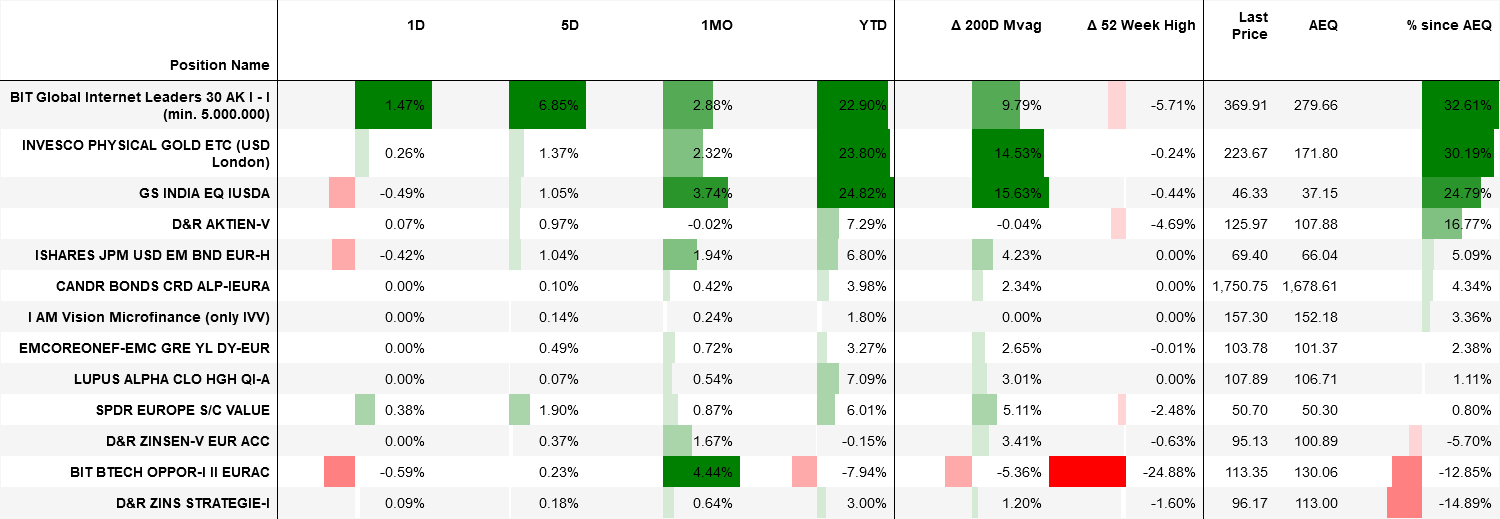 Position Name 1D 5D 1MO YTD Δ 200D Mvag Δ 52 Week High Last Price AEQ % since AEQ
BIT Global Internet Leaders 30 AK I - I (min. 5.000.000) 1.47% 6.85% 2.88% 22.90% 9.79% -5.71% 369.91 279.66 32.61%
INVESCO PHYSICAL GOLD ETC (USD London) 0.26% 1.37% 2.32% 23.80% 14.53% -0.24% 223.67 171.80 30.19%
GS INDIA EQ IUSDA -0.49% 1.05% 3.74% 24.82% 15.63% -0.44% 46.33 37.15 24.79%
D&R AKTIEN-V 0.07% 0.97% -0.02% 7.29% -0.04% -4.69% 125.97 107.88 16.77%
ISHARES JPM USD EM BND EUR-H -0.42% 1.04% 1.94% 6.80% 4.23% 0.00% 69.40 66.04 5.09%
CANDR BONDS CRD ALP-IEURA 0.00% 0.10% 0.42% 3.98% 2.34% 0.00% 1,750.75 1,678.61 4.34%
I AM Vision Microfinance (only IVV) 0.00% 0.14% 0.24% 1.80% 0.00% 0.00% 157.30 152.18 3.36%
EMCOREONEF-EMC GRE YL DY-EUR 0.00% 0.49% 0.72% 3.27% 2.65% -0.01% 103.78 101.37 2.38%
LUPUS ALPHA CLO HGH QI-A 0.00% 0.07% 0.54% 7.09% 3.01% 0.00% 107.89 106.71 1.11%
SPDR EUROPE S/C VALUE 0.38% 1.90% 0.87% 6.01% 5.11% -2.48% 50.70 50.30 0.80%
D&R ZINSEN-V EUR ACC 0.00% 0.37% 1.67% -0.15% 3.41% -0.63% 95.13 100.89 -5.70%
BIT BTECH OPPOR-I II EURAC -0.59% 0.23% 4.44% -7.94% -5.36% -24.88% 113.35 130.06 -12.85%
D&R ZINS STRATEGIE-I 0.09% 0.18% 0.64% 3.00% 1.20% -1.60% 96.17 113.00 -14.89%